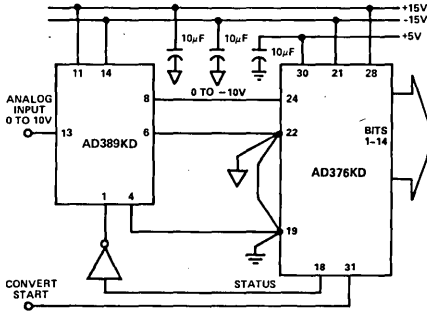 +15V
-15V
+5V
10μF
10μF
10μF
11
14
30
21
28
ANALOG
INPUT
0 TO 10V
8
0 TO -10V
24
13
6
22
BITS
1-14
AD389KD
AD376KD
1
4
19
STATUS
18
31
CONVERT
START